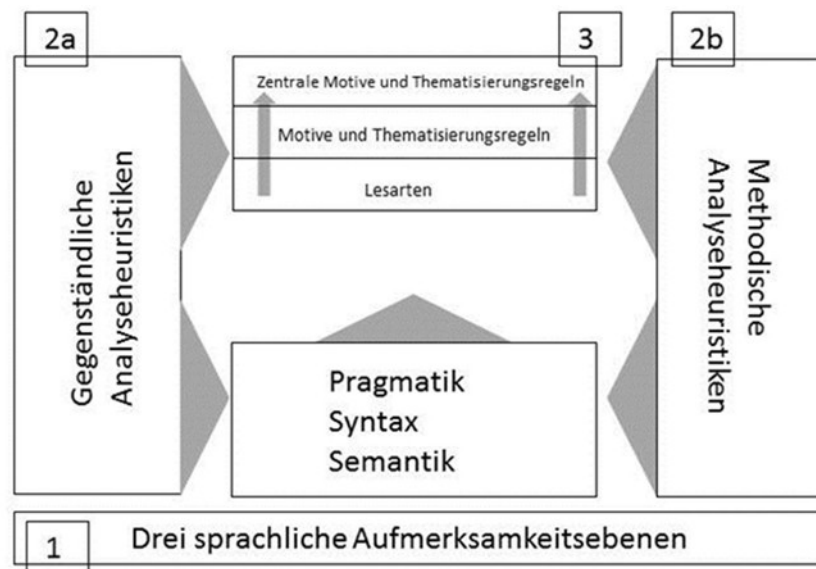 2a
3
2b
Zentrale Motive und Thematisierungsregeln
Motive und Thematisierungsregeln
Lesarten
Gegenständliche
Analyseheuristiken
Methodische
Analyseheuristiken
Pragmatik
Syntax
Semantik
1
Drei sprachliche Aufmerksamkeitsebenen